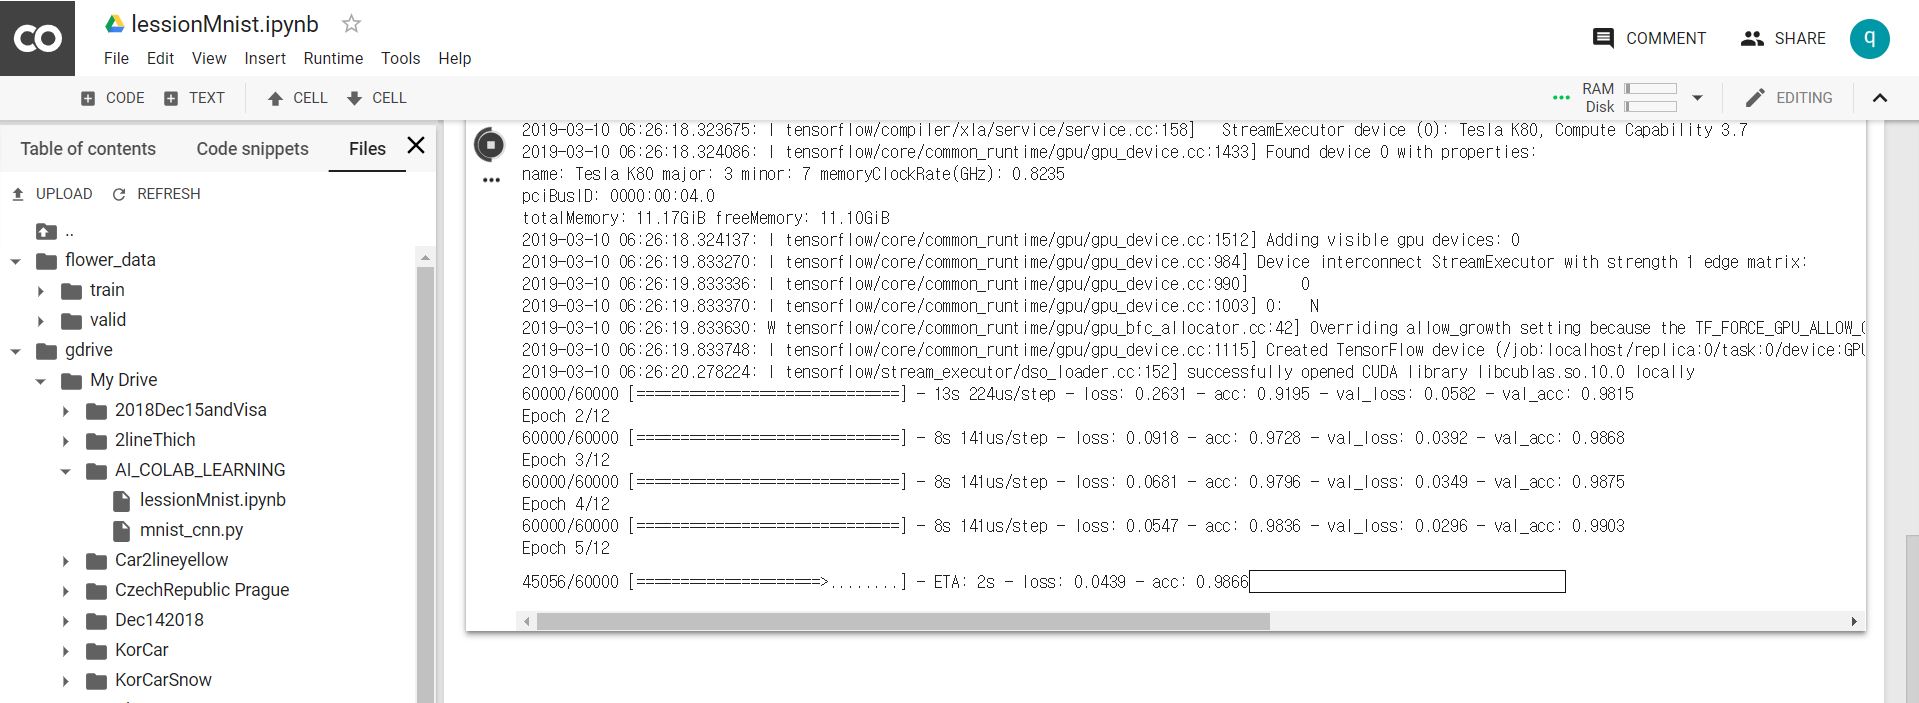 CO
lessionMnist.ipynb
File Edit View Insert Runtime Tools Help
COMMENT SHARE q
CODE TEXT CELL CELL
RAM
Disk
EDITING
Table of contents Code snippets Files
UPLOAD REFRESH
..
flower_data
train
valid
gdrive
My Drive
2018Dec15andVisa
2lineThich
AI_COLAB_LEARNING
lessionMnist.ipynb
mnist_cnn.py
Car2lineyellow
CzechRepublic Prague
Dec142018
KorCar
KorCarSnow
2019-03-10 06:26:18.323675: I tensorflow/compiler/xla/service/service.cc:158] StreamExecutor device (0): Tesla K80, Compute Capability 3.7
2019-03-10 06:26:18.324086: I tensorflow/core/common_runtime/gpu/gpu_device.cc:1433] Found device 0 with properties:
name: Tesla K80 major: 3 minor: 7 memoryClockRate(GHz): 0.8235
pciBusID: 0000:00:04.0
totalMemory: 11.17GiB freeMemory: 11.10GiB
2019-03-10 06:26:18.324137: I tensorflow/core/common_runtime/gpu/gpu_device.cc:1512] Adding visible gpu devices: 0
2019-03-10 06:26:19.833270: I tensorflow/core/common_runtime/gpu/gpu_device.cc:984] Device interconnect StreamExecutor with strength 1 edge matrix:
2019-03-10 06:26:19.833336: I tensorflow/core/common_runtime/gpu/gpu_device.cc:990] 0
2019-03-10 06:26:19.833370: I tensorflow/core/common_runtime/gpu/gpu_device.cc:1003] 0: N
2019-03-10 06:26:19.833630: W tensorflow/core/common_runtime/gpu/gpu_bfc_allocator.cc:42] Overriding allow_growth setting because the TF_FORCE_GPU_ALLOW_
2019-03-10 06:26:19.833748: I tensorflow/core/common_runtime/gpu/gpu_device.cc:1115] Created TensorFlow device (/job:localhost/replica:0/task:0/device:GPU
2019-03-10 06:26:20.278224: I tensorflow/stream_executor/dso_loader.cc:152] successfully opened CUDA library libcublas.so.10.0 locally
60000/60000 [==============================] - 13s 224us/step - loss: 0.2631 - acc: 0.9195 - val_loss: 0.0582 - val_acc: 0.9815
Epoch 2/12
60000/60000 [==============================] - 8s 141us/step - loss: 0.0918 - acc: 0.9728 - val_loss: 0.0392 - val_acc: 0.9868
Epoch 3/12
60000/60000 [==============================] - 8s 141us/step - loss: 0.0681 - acc: 0.9796 - val_loss: 0.0349 - val_acc: 0.9875
Epoch 4/12
60000/60000 [==============================] - 8s 141us/step - loss: 0.0547 - acc: 0.9836 - val_loss: 0.0296 - val_acc: 0.9903
Epoch 5/12
45056/60000 [=====================>........] - ETA: 2s - loss: 0.0439 - acc: 0.9866